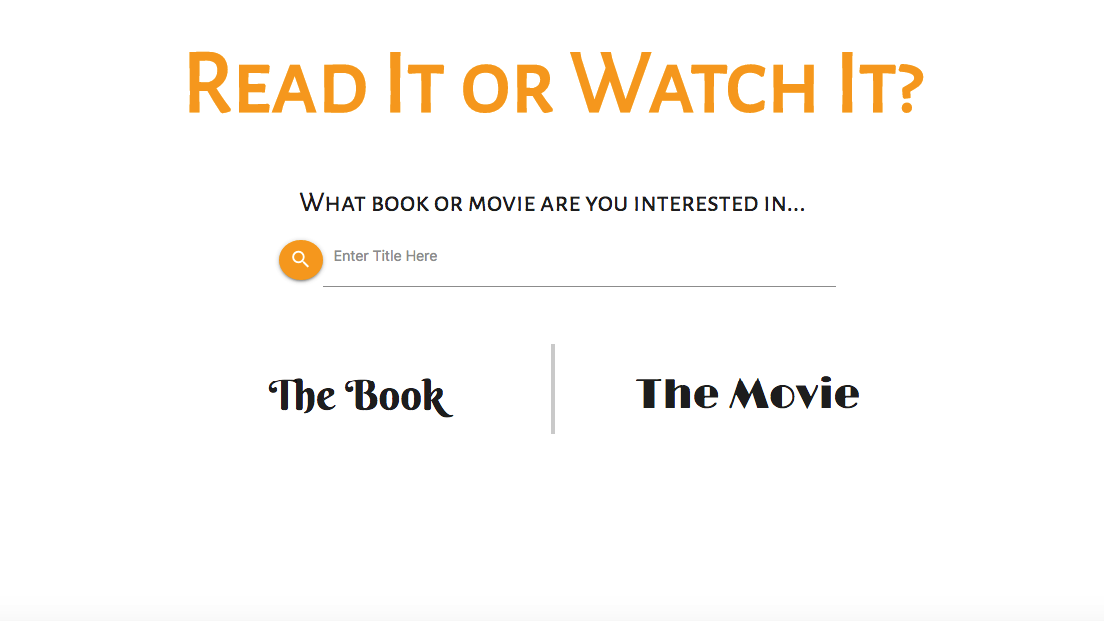 Read It or Watch It?
What book or movie are you interested in...
Enter Title Here
The Book
The Movie